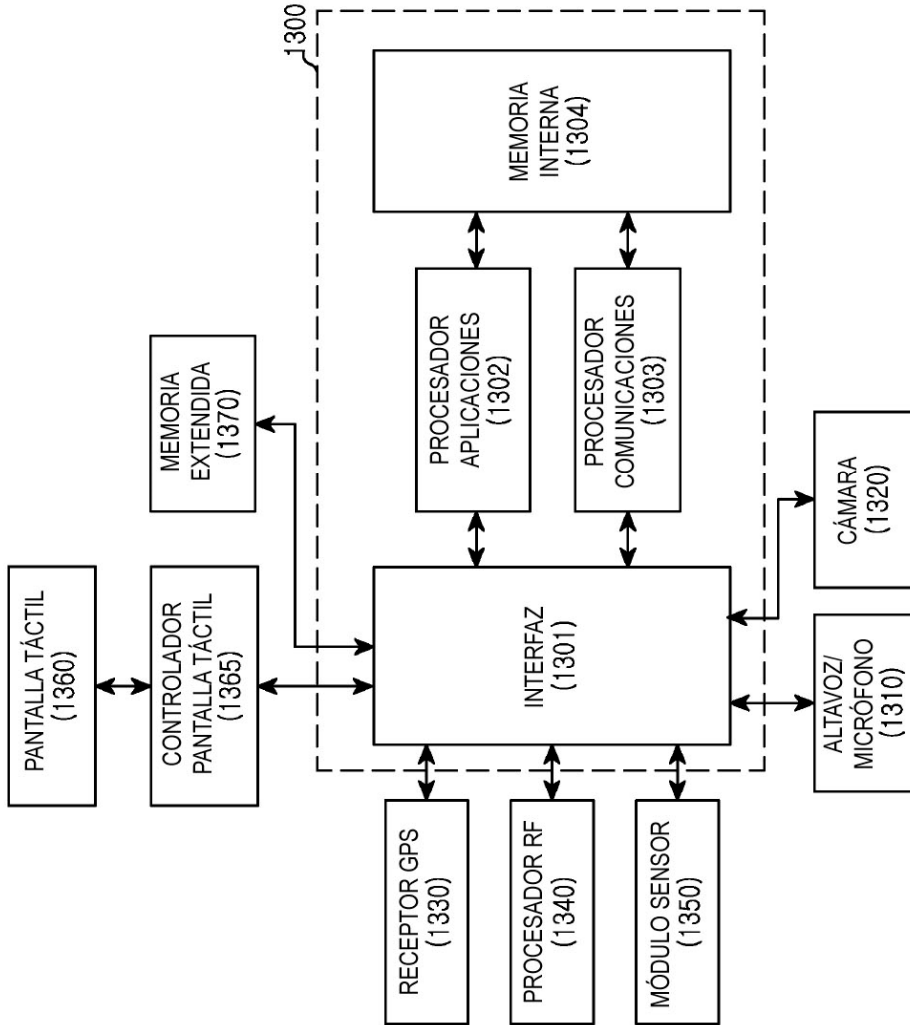 PANTALLA TÁCTIL
(1360)
CONTROLADOR
PANTALLA TÁCTIL
(1365)
MEMORIA
EXTENDIDA
(1370)
1300
RECEPTOR GPS
(1330)
PROCESADOR RF
(1340)
MÓDULO SENSOR
(1350)
INTERFAZ
(1301)
PROCESADOR
APLICACIONES
(1302)
PROCESADOR
COMUNICACIONES
(1303)
MEMORIA
INTERNA
(1304)
ALTAVOZ/
MICRÓFONO
(1310)
CÁMARA
(1320)